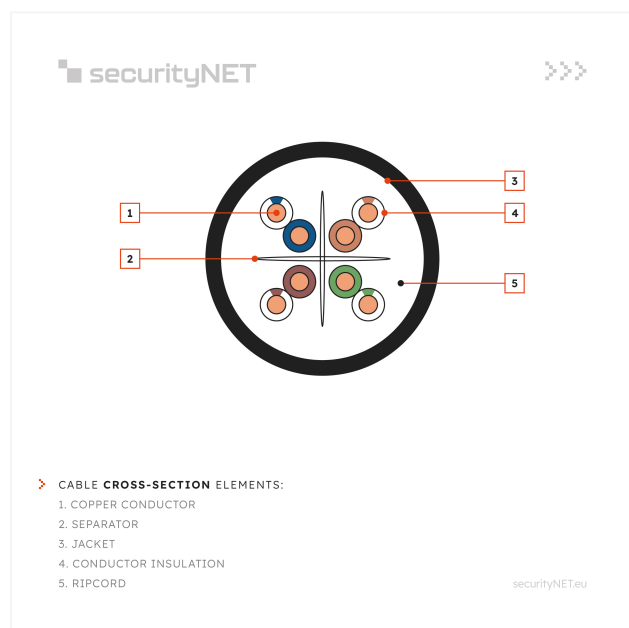 securityNET
1
2
3
4
5
CABLE CROSS-SECTION ELEMENTS:
1. COPPER CONDUCTOR
2. SEPARATOR
3. JACKET
4. CONDUCTOR INSULATION
5. RIPCORD
securityNET.eu